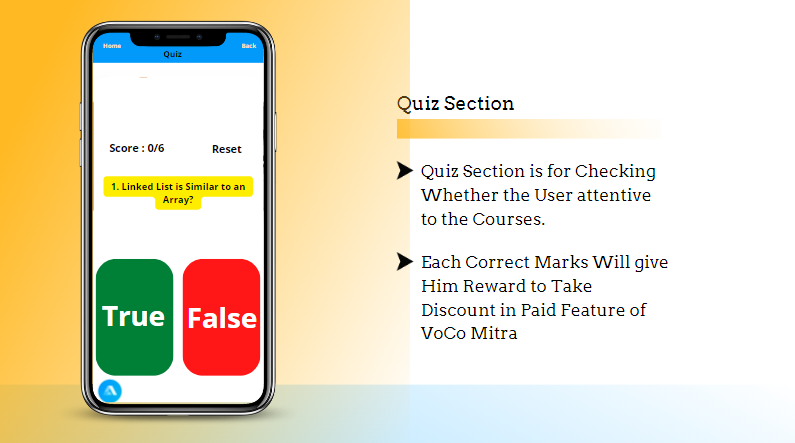 Home
Back
Quiz
Score : 0/6
Reset
1. Linked List is Similar to an
Array?
True
False
Quiz Section
Quiz Section is for Checking
Whether the User attentive
to the Courses.
Each Correct Marks Will give
Him Reward to Take
Discount in Paid Feature of
VoCo Mitra